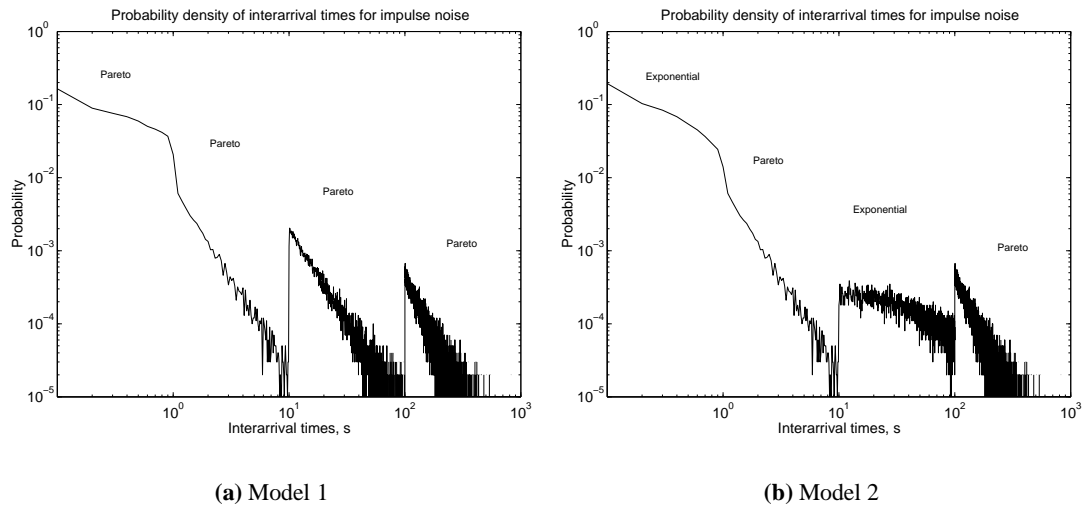 Probability density of interarrival times for impulse noise
10^0
10^-1
10^-2
10^-3
10^-4
10^-5
Probability
Pareto
Pareto
Pareto
Pareto
10^0
10^1
10^2
10^3
Interarrival times, s
(a) Model 1
Probability density of interarrival times for impulse noise
10^0
10^-1
10^-2
10^-3
10^-4
10^-5
Probability
Exponential
Pareto
Exponential
Pareto
10^0
10^1
10^2
10^3
Interarrival times, s
(b) Model 2